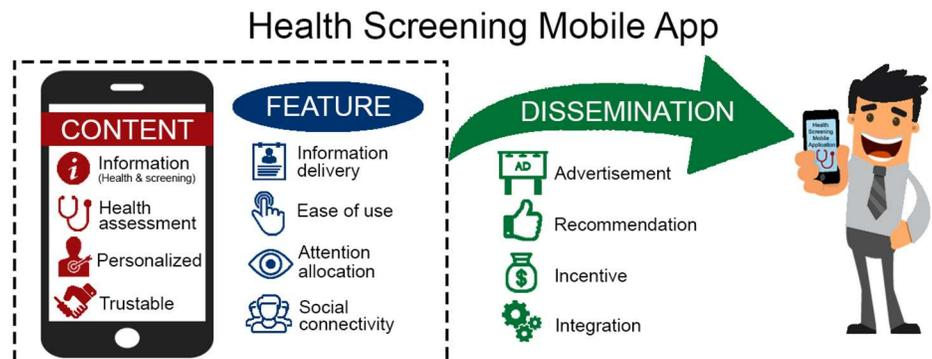 Health Screening Mobile App
CONTENT
Information
(Health & screening)
Health
assessment
Personalized
Trustable
FEATURE
Information
delivery
Ease of use
Attention
allocation
Social
connectivity
DISSEMINATION
AD
Advertisement
Recommendation
Incentive
Integration
Health
Screening
Mobile
Application